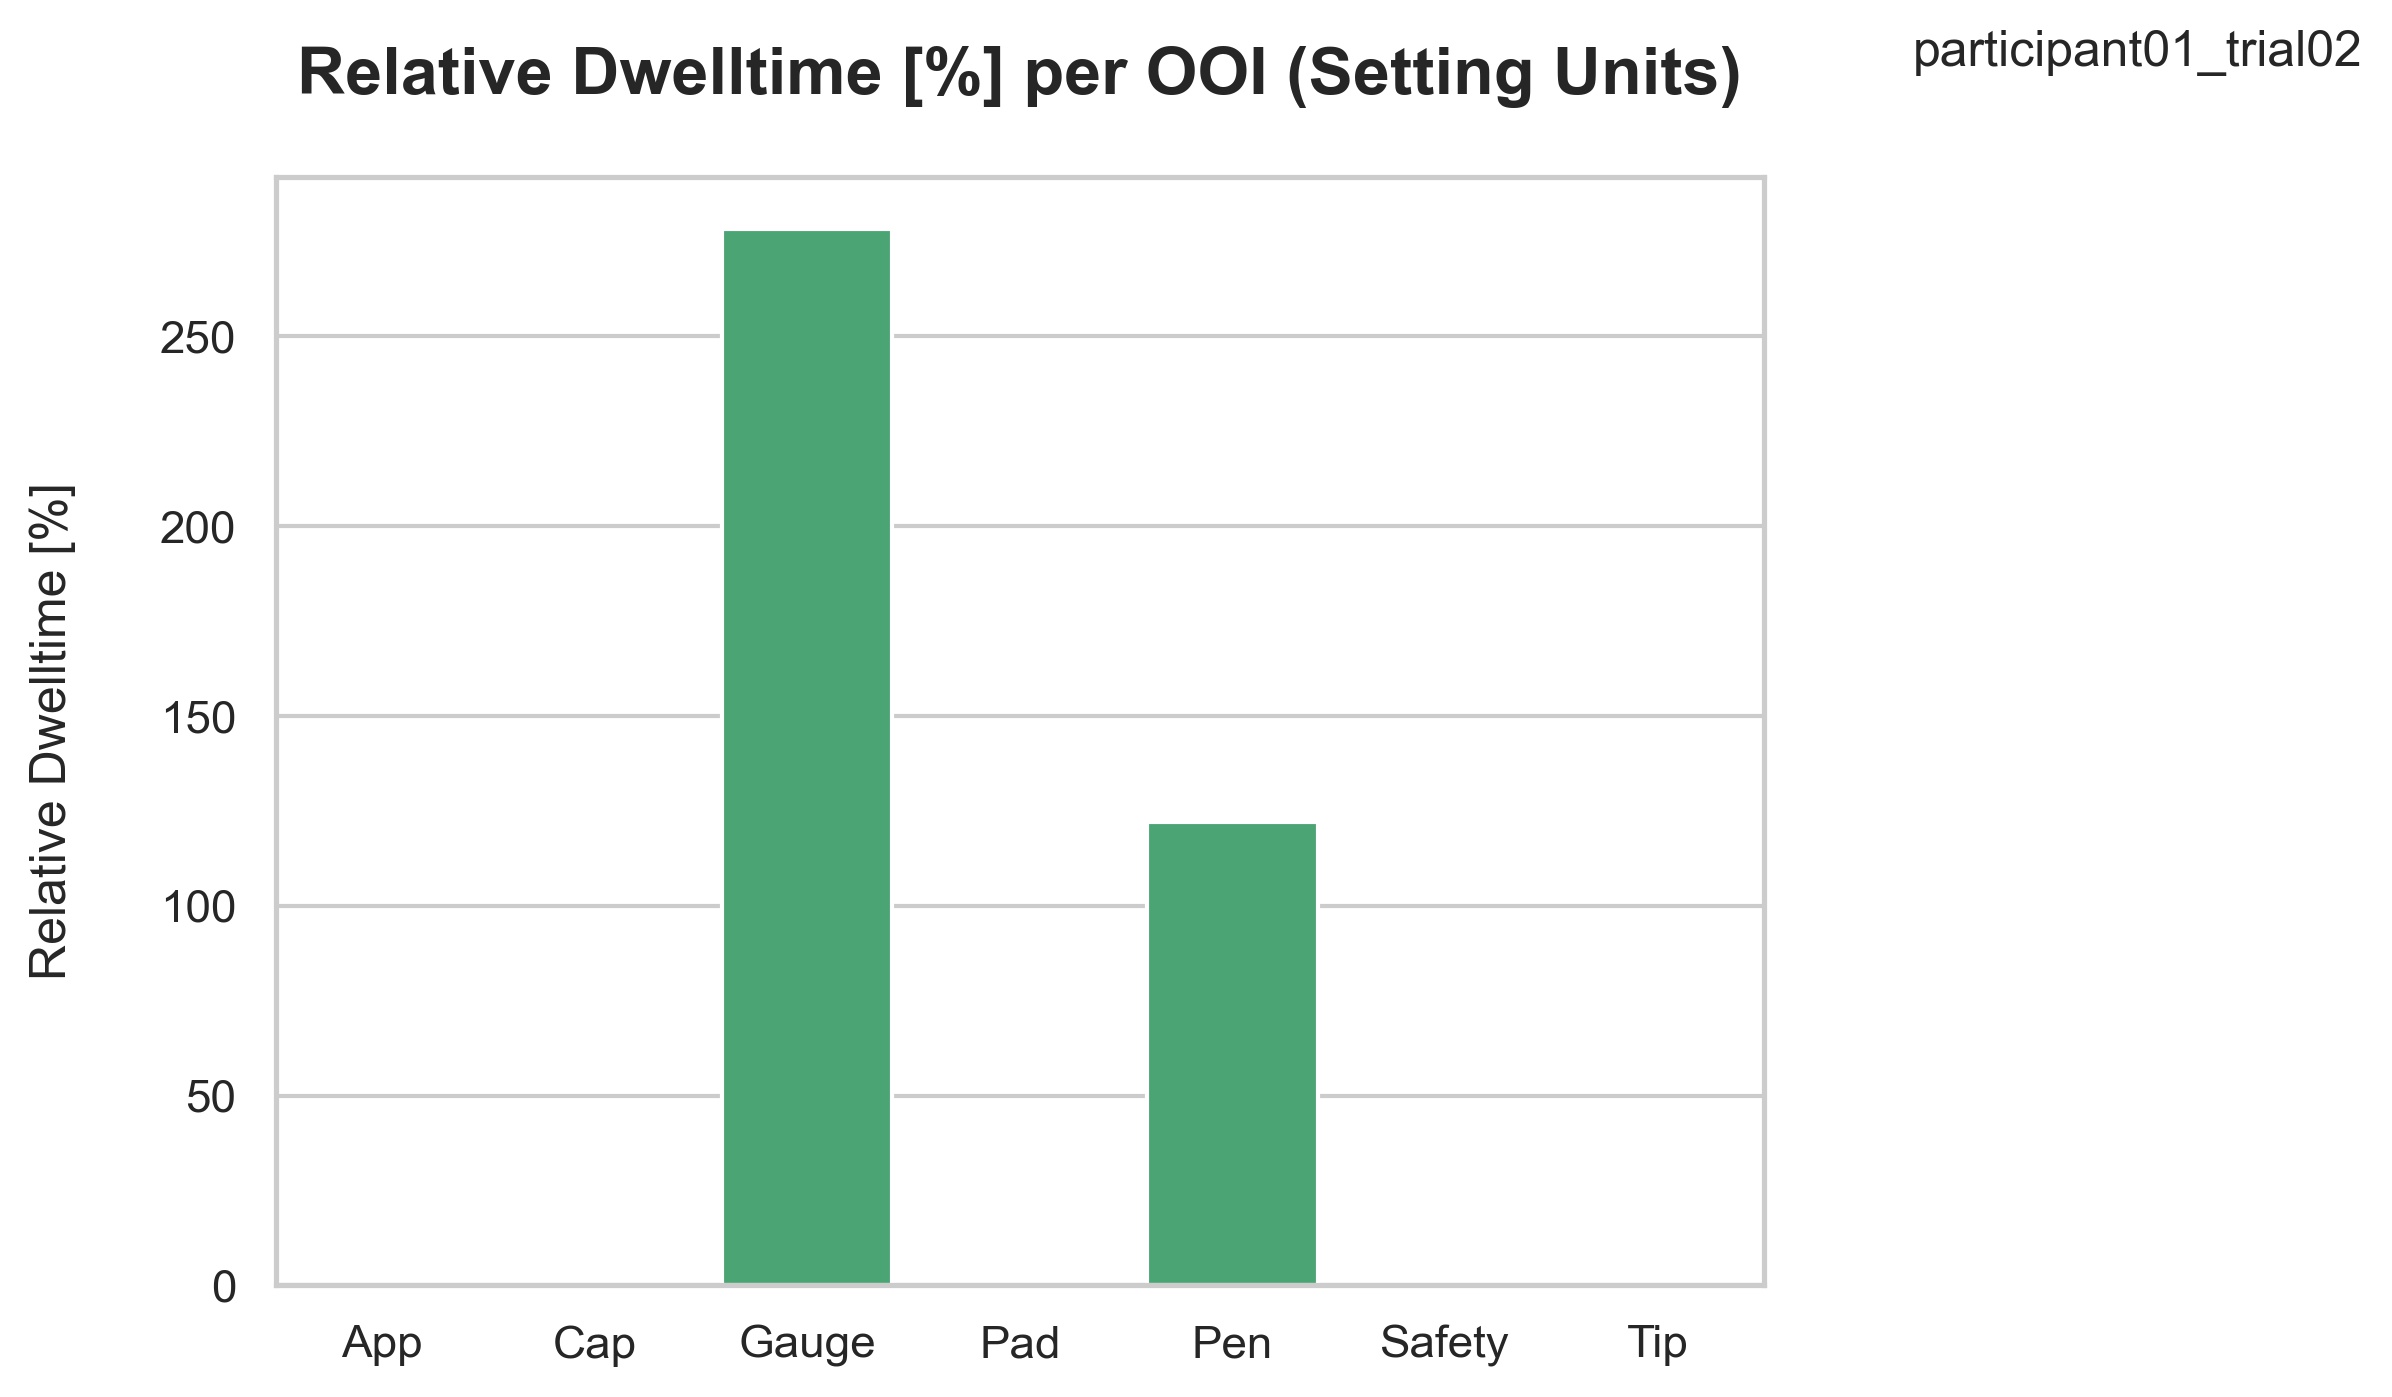 Relative Dwelltime [%] per OOI (Setting Units)
participant01_trial02
Relative Dwelltime [%]
250
200
150
100
50
0
App
Cap
Gauge
Pad
Pen
Safety
Tip